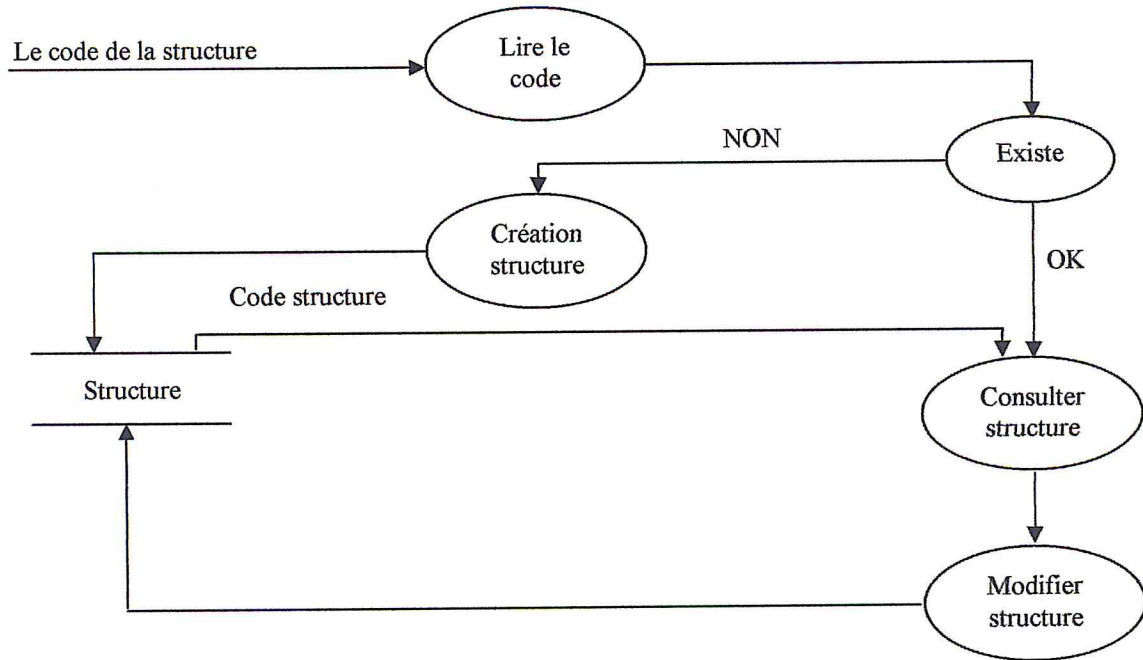 Le code de la structure
Lire le
code
NON
Existe
Création
structure
OK
Code structure
Structure
Consulter
structure
Modifier
structure